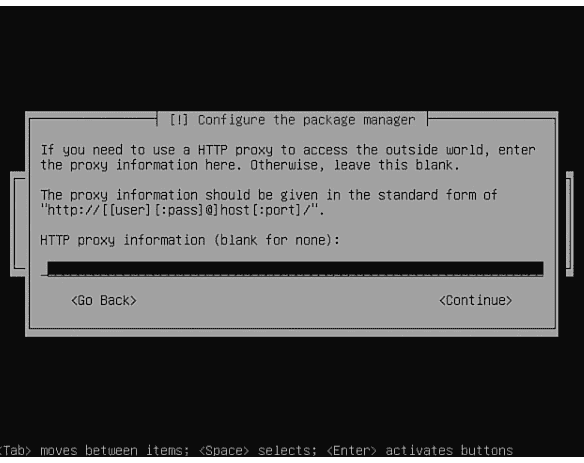 [!] Configure the package manager
If you need to use a HTTP proxy to access the outside world, enter
the proxy information here. Otherwise, leave this blank.
The proxy information should be given in the standard form of
"http://[[user][:pass]@]host[:port]/".
HTTP proxy information (blank for none):
<Go Back> <Continue>
<Tab> moves between items; <Space> selects; <Enter> activates buttons